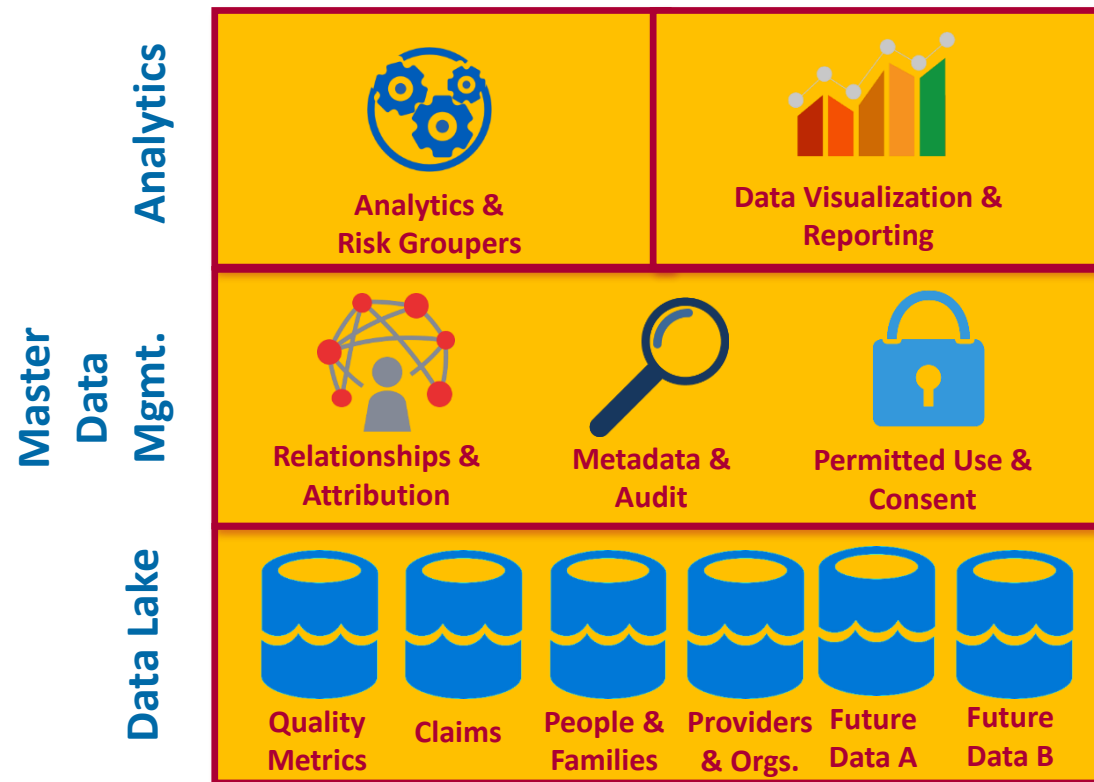 Analytics
Analytics &
Risk Groupers
Data Visualization &
Reporting
Master
Data
Mgmt.
Relationships &
Attribution
Metadata &
Audit
Permitted Use &
Consent
Data Lake
Quality
Metrics
Claims
People &
Families
Providers
& Orgs.
Future
Data A
Future
Data B